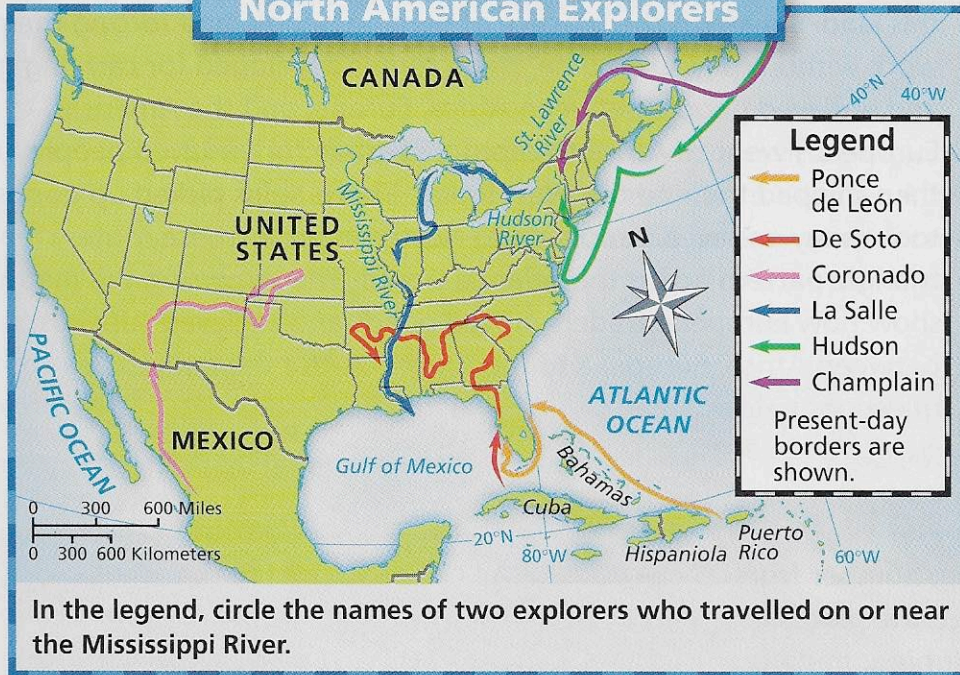 North American Explorers
CANADA
St. Lawrence
River
40°N
40°W
Legend
Ponce
de León
De Soto
Coronado
La Salle
Hudson
Champlain
Present-day
borders are
shown.
Mississippi River
UNITED
STATES
Hudson
River
N
PACIFIC OCEAN
ATLANTIC
OCEAN
MEXICO
Gulf of Mexico
Bahamas
Cuba
0 300 600 Miles
0 300 600 Kilometers
20°N
80°W
Hispaniola
Puerto
Rico
60°W
In the legend, circle the names of two explorers who travelled on or near
the Mississippi River.